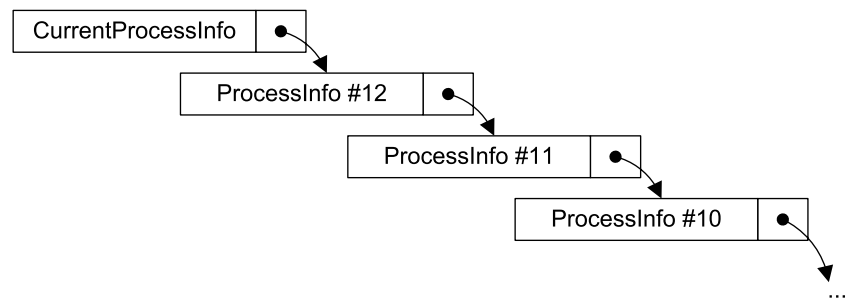 CurrentProcessInfo
ProcessInfo #12
ProcessInfo #11
ProcessInfo #10
...